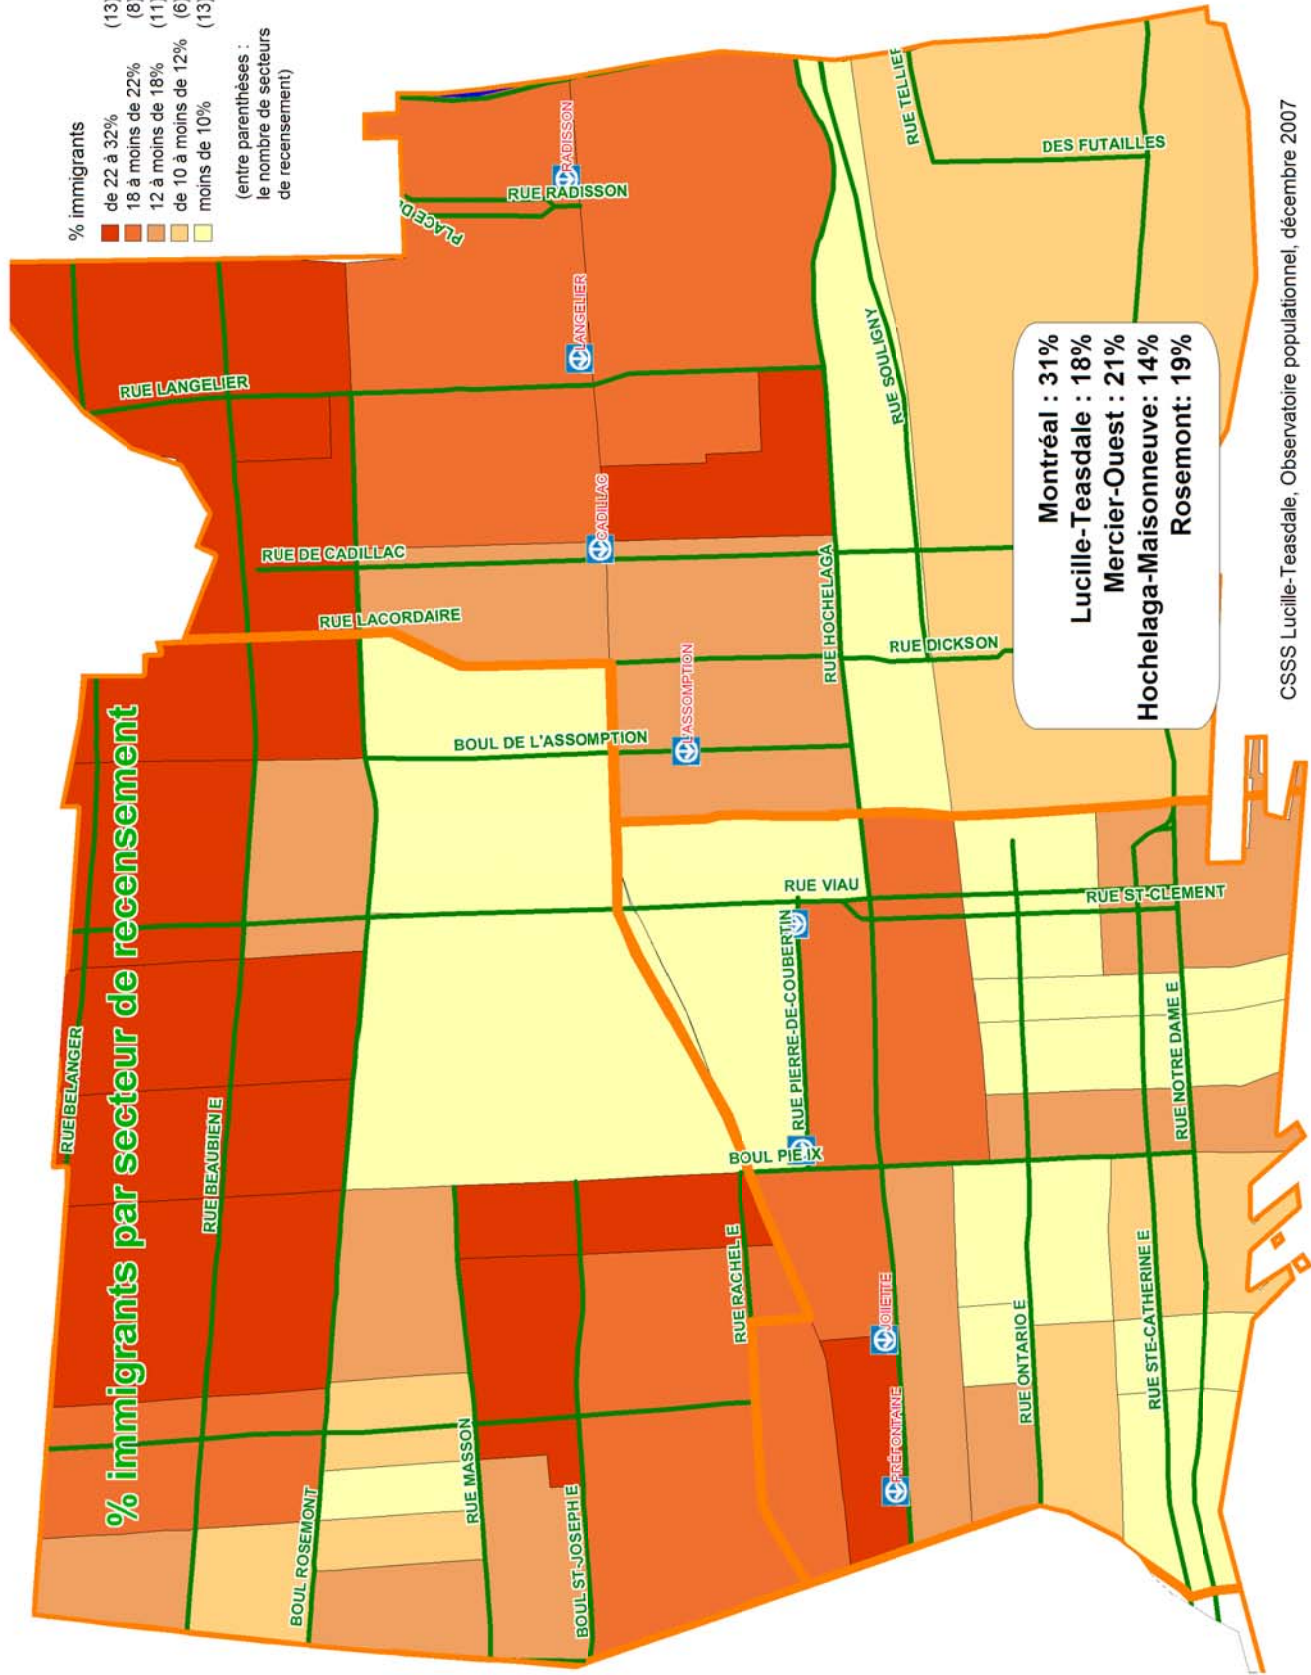 % immigrants par secteur de recensement
% immigrants
de 22 à 32% (13)
18 à moins de 22% (8)
12 à moins de 18% (11)
de 10 à moins de 12% (6)
moins de 10% (13)
(entre parenthèses :
le nombre de secteurs
de recensement)
RUE BELANGER
RUE BEAUBIEN E
BOUL ROSEMONT
RUE MASSON
BOUL ST-JOSEPH E
RUE RACHEL E
RUE LANGELIER
RUE DE CADILLAC
RUE LACORDAIRE
BOUL DE L'ASSOMPTION
PLACE D
RUE RADISSON
RADISSON
LANGELIER
CADILLAC
L'ASSOMPTION
RUE VIAU
RUE PIERRE-DE-COUBERTIN
BOUL PIE IX
JOLIETTE
PRÉFONTAINE
RUE HOCHELAGA
RUE SOULIGNY
RUE DICKSON
RUE TELLIER
DES FUTAILLES
RUE ST-CLEMENT
RUE ONTARIO E
RUE STE-CATHERINE E
RUE NOTRE DAME E
Montréal : 31%
Lucille-Teasdale : 18%
Mercier-Ouest : 21%
Hochelaga-Maisonneuve: 14%
Rosemont: 19%
CSSS Lucille-Teasdale, Observatoire populationnel, décembre 2007